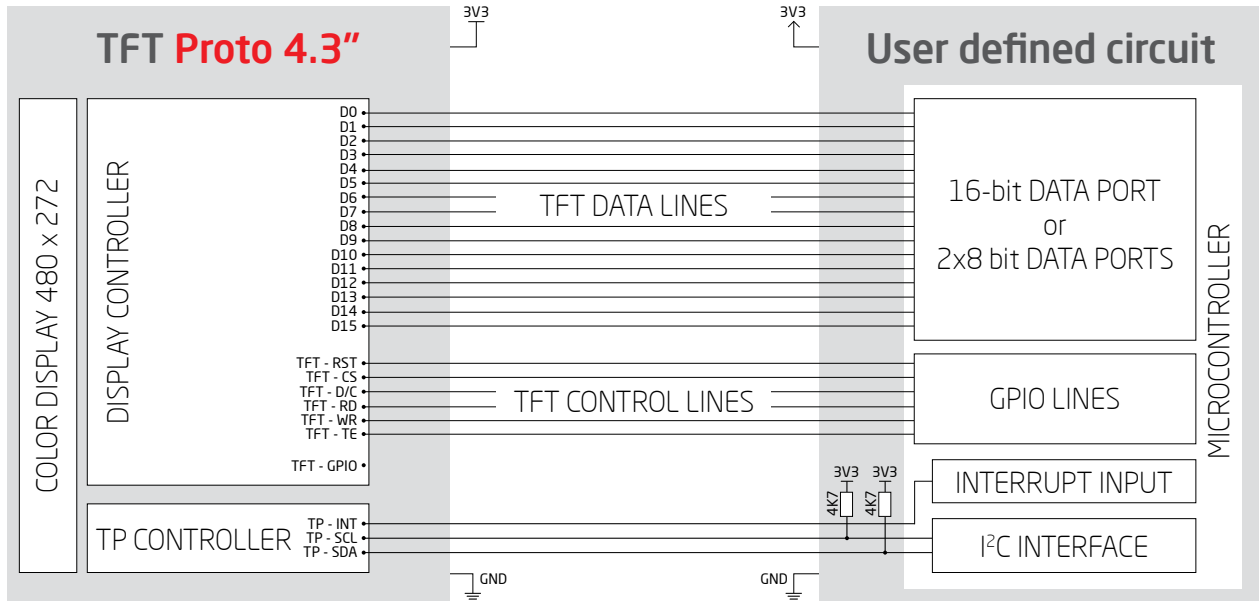 3V3
3V3
TFT Proto 4.3”
User defined circuit
COLOR DISPLAY 480 x 272
DISPLAY CONTROLLER
D0
D1
D2
D3
D4
D5
D6
D7
D8
D9
D10
D11
D12
D13
D14
D15
TFT DATA LINES
16-bit DATA PORT
or
2x8 bit DATA PORTS
MICROCONTROLLER
TFT - RST
TFT - CS
TFT - D/C
TFT - RD
TFT - WR
TFT - TE
TFT CONTROL LINES
GPIO LINES
TFT - GPIO
3V3
3V3
4K7
4K7
INTERRUPT INPUT
TP CONTROLLER
TP - INT
TP - SCL
TP - SDA
I²C INTERFACE
GND
GND